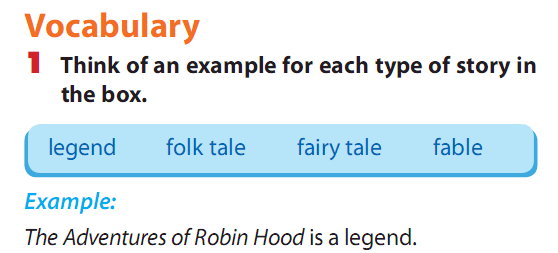 Vocabulary
1 Think of an example for each type of story in
the box.
legend folk tale fairy tale fable
Example:
The Adventures of Robin Hood is a legend.